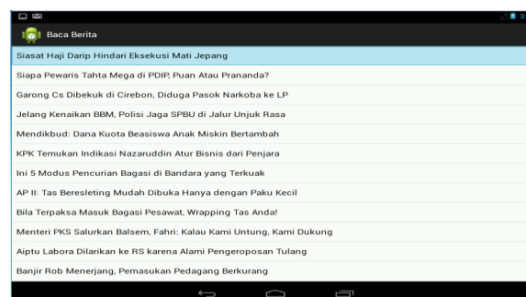 Baca Berita
Siasat Haji Darip Hindari Eksekusi Mati Jepang
Siapa Pewaris Tahta Mega di PDIP, Puan Atau Prananda?
Garong Cs Dibekuk di Cirebon, Diduga Pasok Narkoba ke LP
Jelang Kenaikan BBM, Polisi Jaga SPBU di Jalur Unjuk Rasa
Mendikbud: Dana Kuota Beasiswa Anak Miskin Bertambah
KPK Temukan Indikasi Nazaruddin Atur Bisnis dari Penjara
Ini 5 Modus Pencurian Bagasi di Bandara yang Terkuak
AP II: Tas Beresleting Mudah Dibuka Hanya dengan Paku Kecil
Bila Terpaksa Masuk Bagasi Pesawat, Wrapping Tas Anda!
Menteri PKS Salurkan Balsem, Fahri: Kalau Kami Untung, Kami Dukung
Aiptu Labora Dilarikan ke RS karena Alami Pengeroposan Tulang
Banjir Rob Menerjang, Pemasukan Pedagang Berkurang